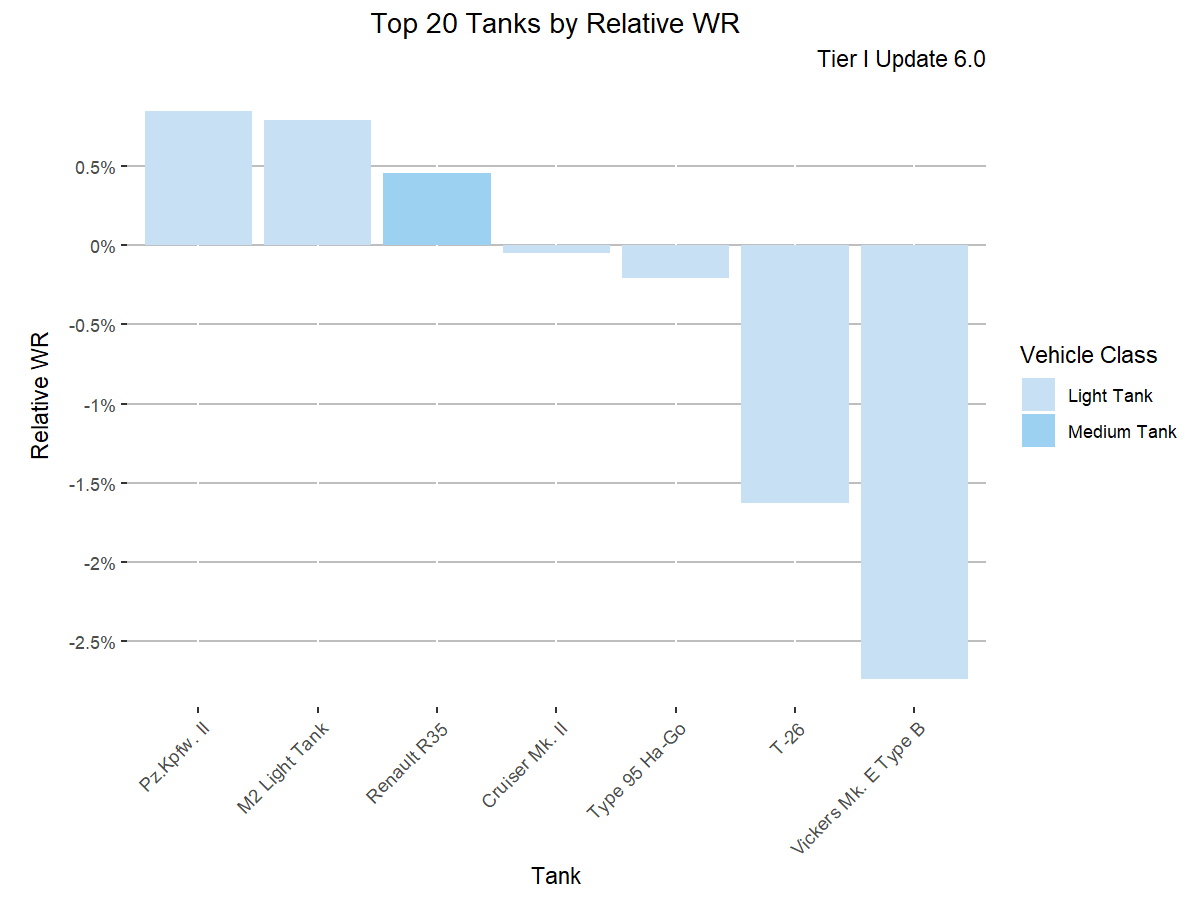 Top 20 Tanks by Relative WR
Tier I Update 6.0
0.5%
0%
-0.5%
-1%
-1.5%
-2%
-2.5%
Relative WR
Pz.Kpfw. II
M2 Light Tank
Renault R35
Cruiser Mk. II
Type 95 Ha-Go
T-26
Vickers Mk. E Type B
Tank
Vehicle Class
Light Tank
Medium Tank